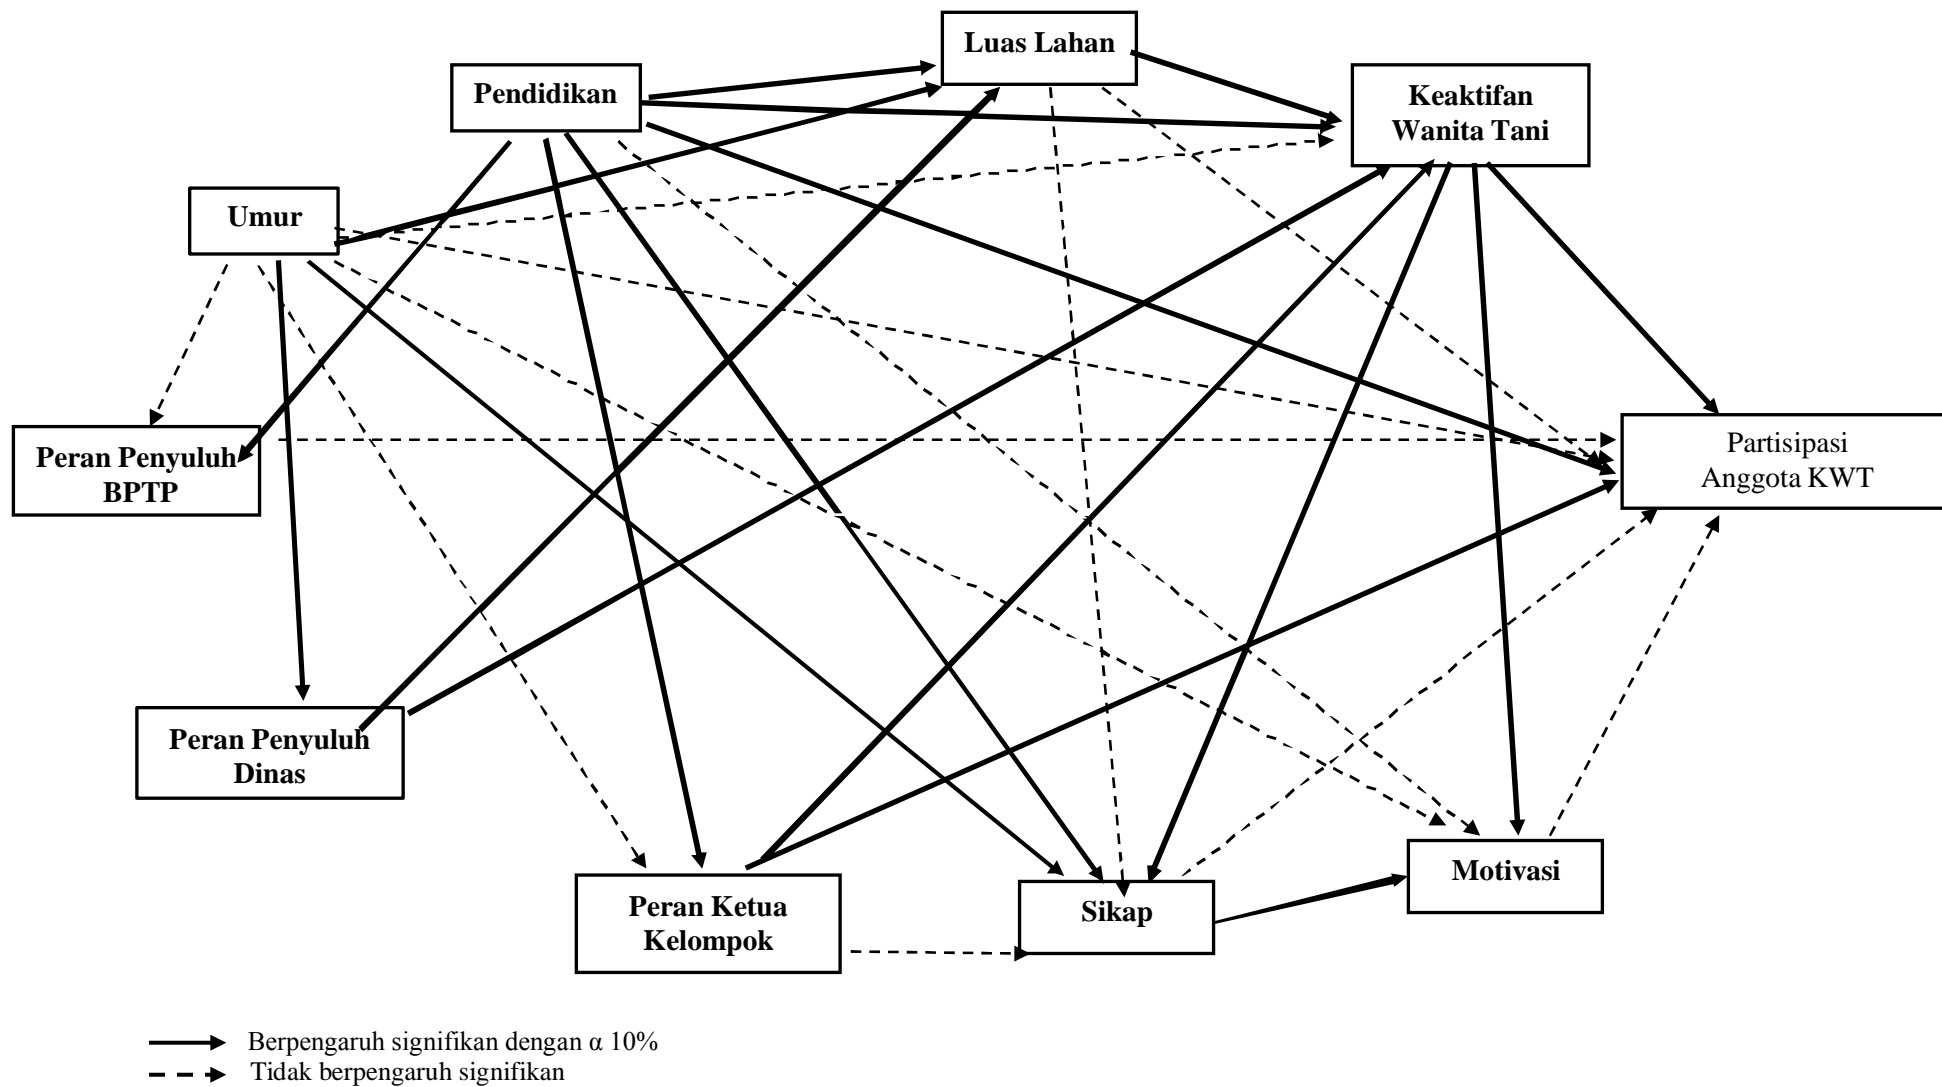 Luas Lahan
Pendidikan
Keaktifan
Wanita Tani
Umur
Peran Penyuluh
BPTP
Partisipasi
Anggota KWT
Peran Penyuluh
Dinas
Motivasi
Peran Ketua
Kelompok
Sikap
Berpengaruh signifikan dengan α 10%
Tidak berpengaruh signifikan